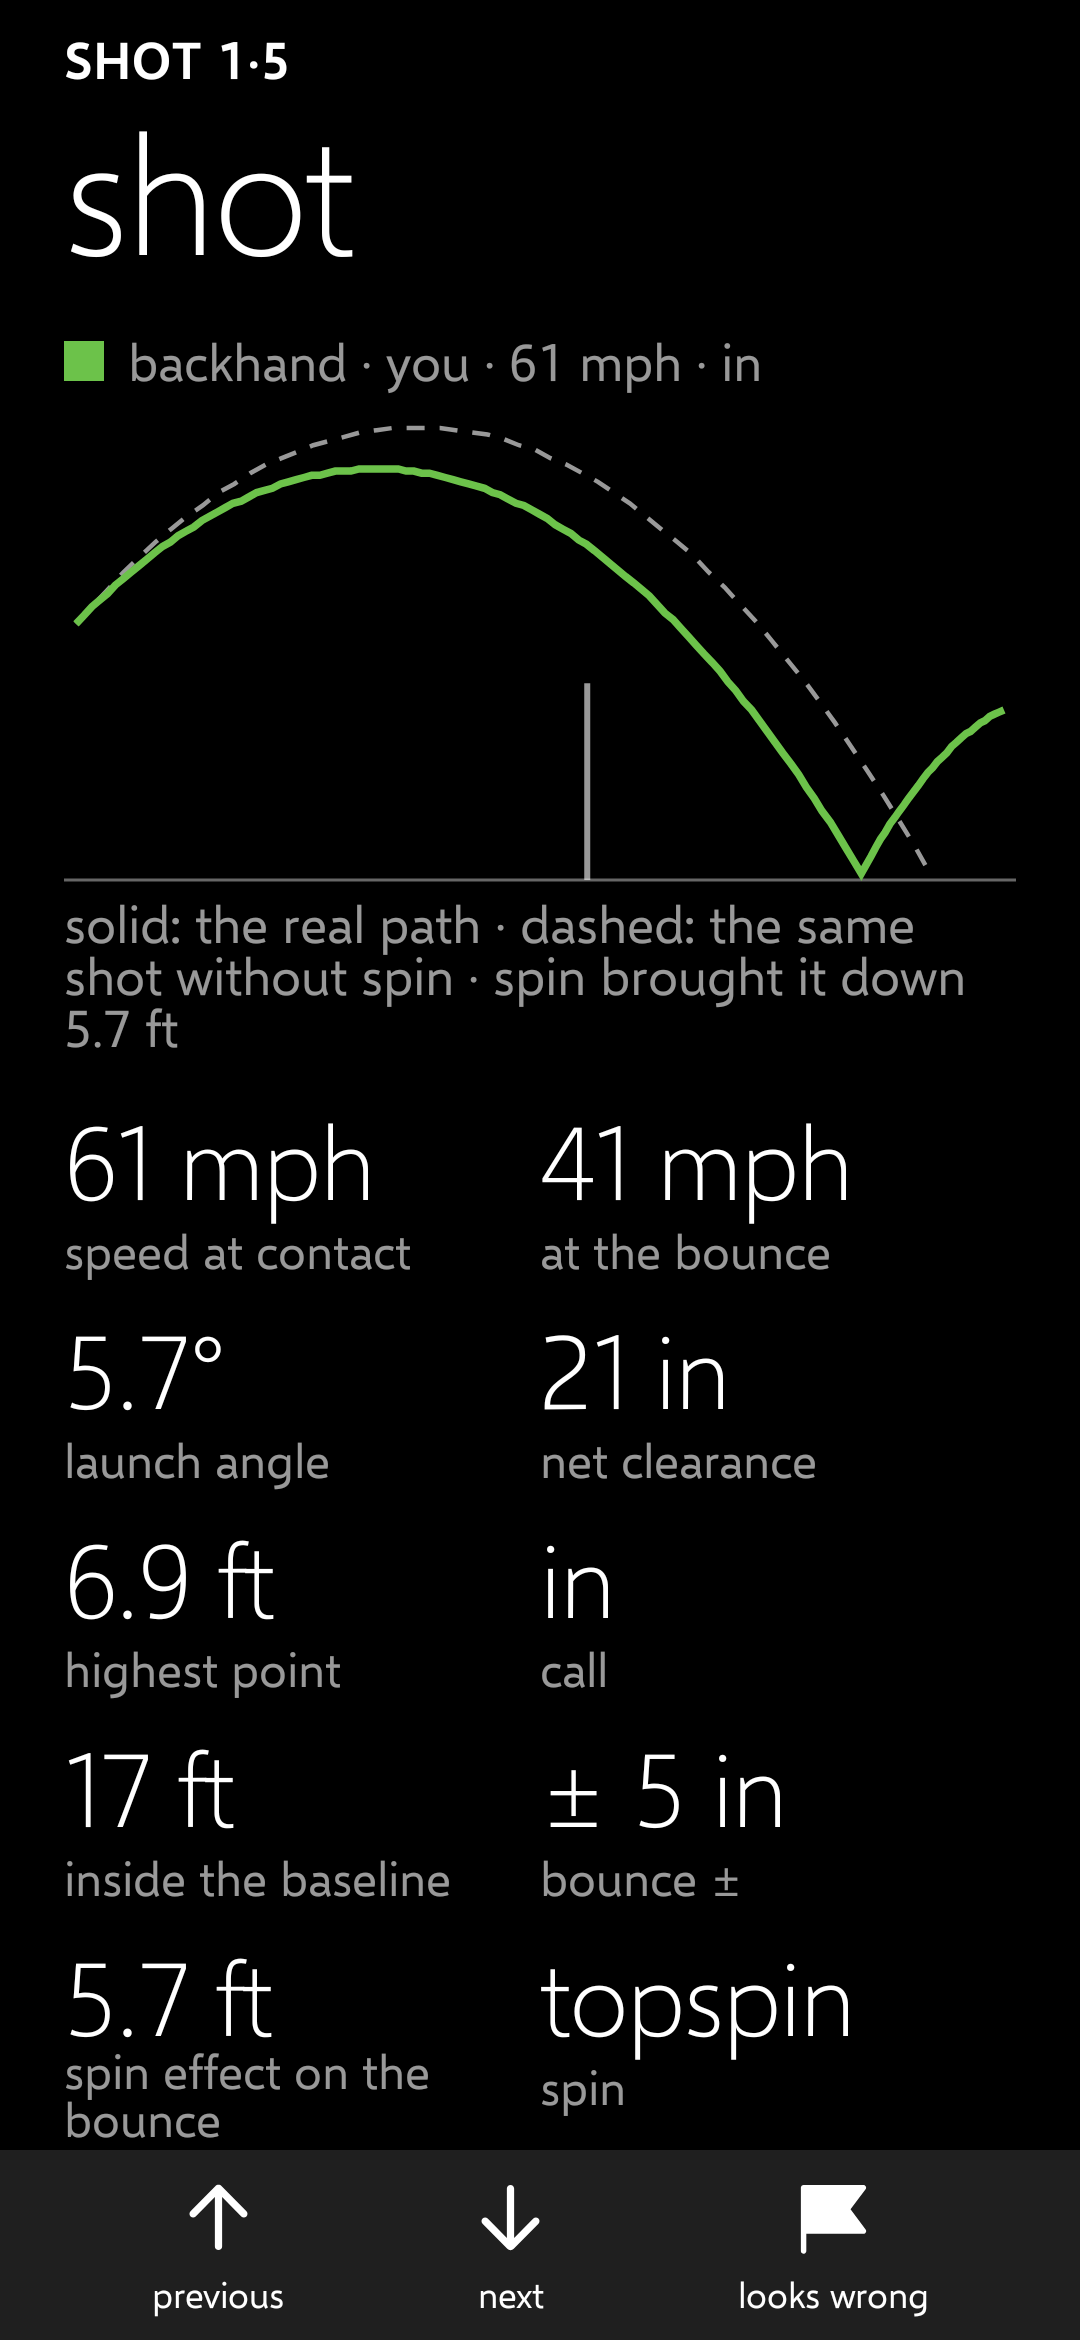 SHOT 1·5
shot
backhand · you · 61 mph · in
solid: the real path · dashed: the same
shot without spin · spin brought it down
5.7 ft
61 mph
41 mph
speed at contact
at the bounce
5.7°
21 in
launch angle
net clearance
6.9 ft
in
highest point
call
17 ft
± 5 in
inside the baseline
bounce ±
5.7 ft
topspin
spin effect on the
bounce
spin
previous
next
looks wrong